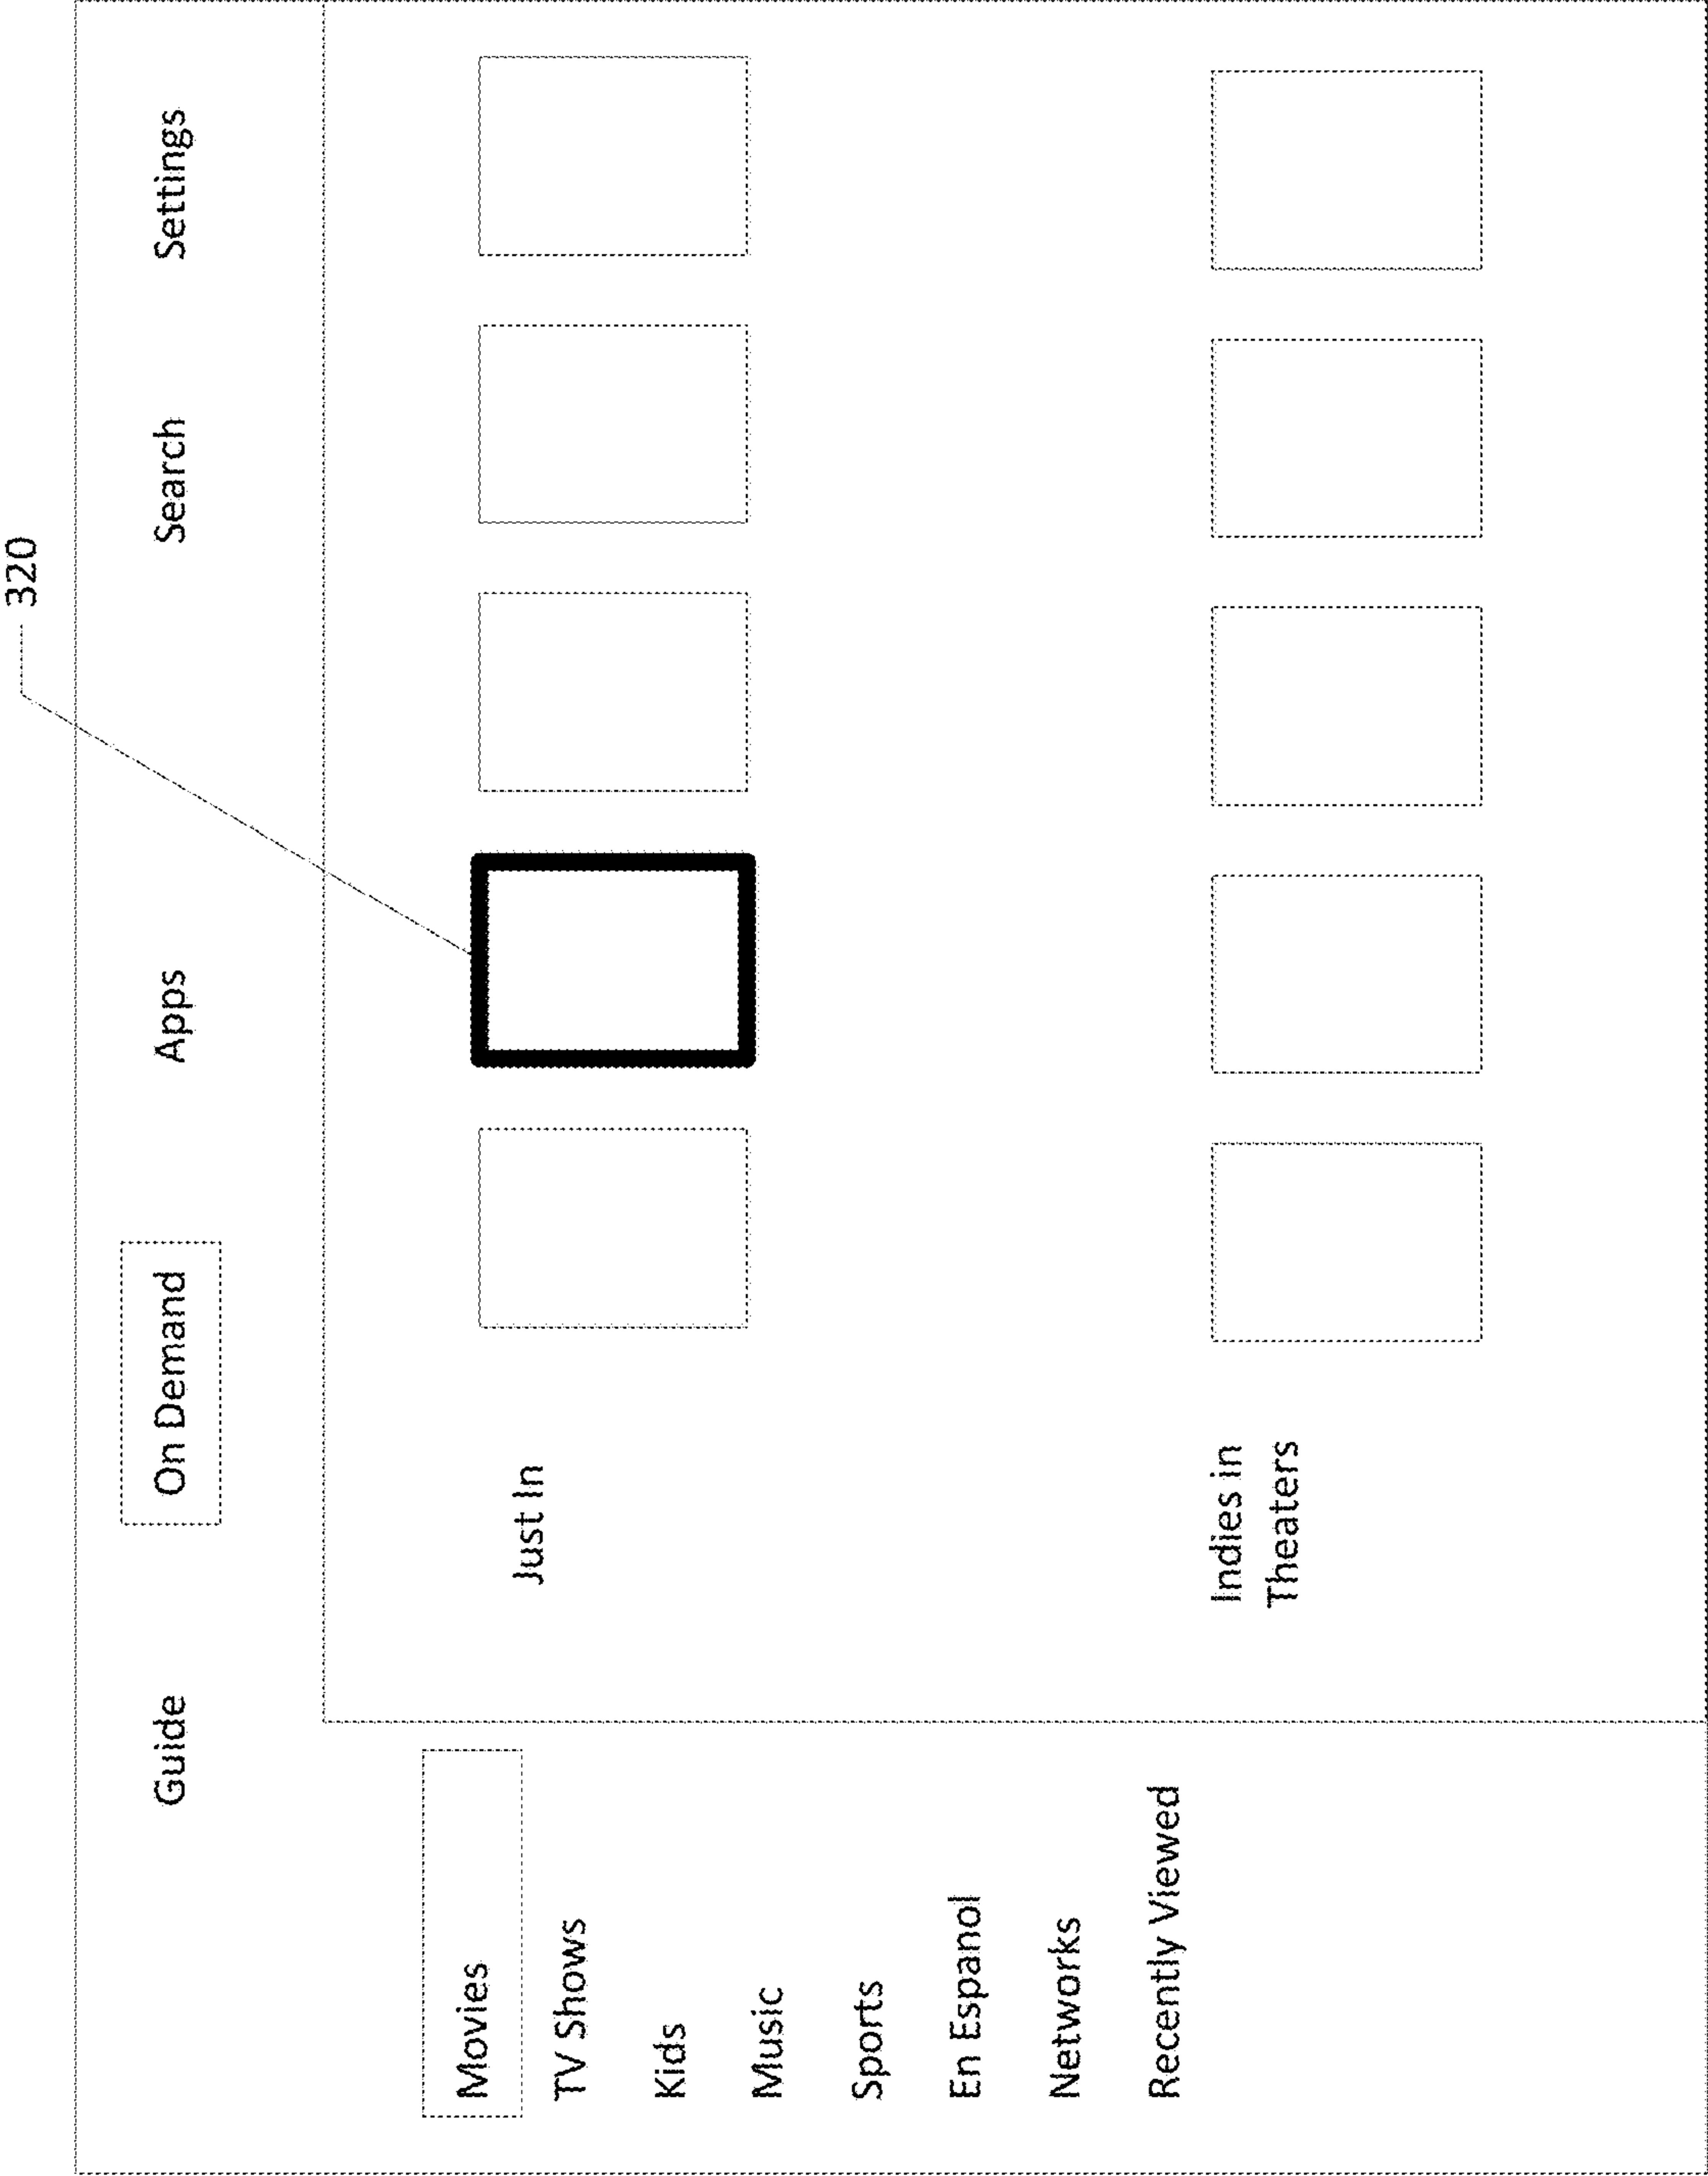 320
Guide
On Demand
Apps
Search
Settings
Movies
TV Shows
Kids
Music
Sports
En Espanol
Networks
Recently Viewed
Just In
Indies in
Theaters